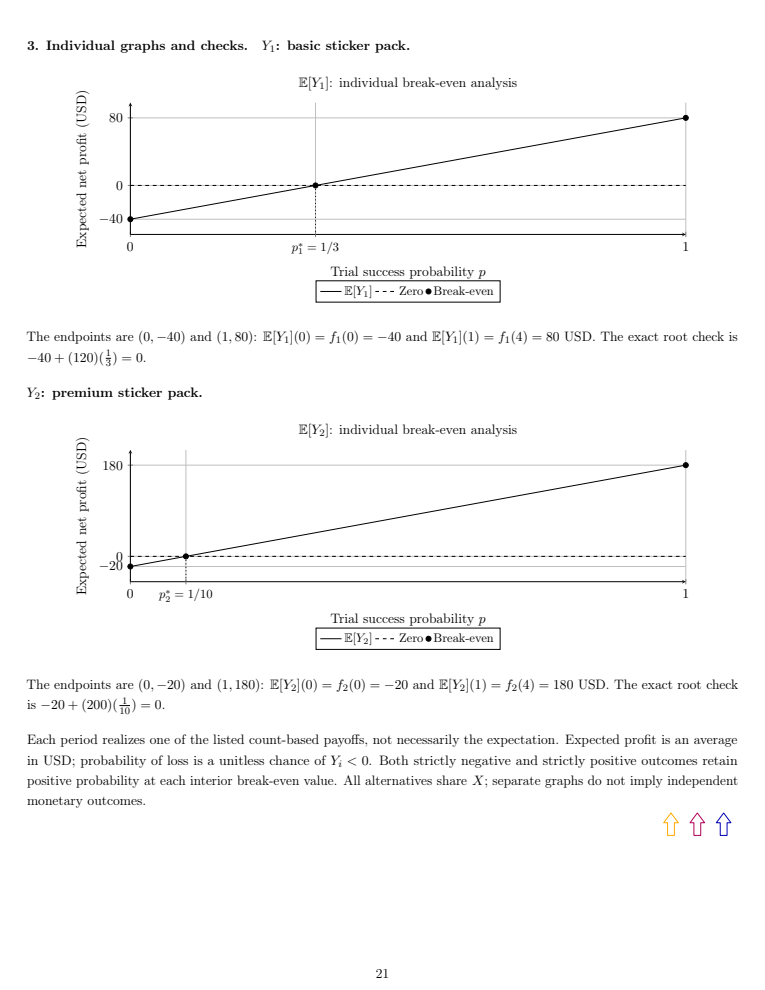 3. Individual graphs and checks. Y₁: basic sticker pack.
𝔼[Y₁]: individual break-even analysis
Expected net profit (USD)
80
0
−40
0
p₁* = 1/3
1
Trial success probability p
𝔼[Y₁] Zero Break-even
The endpoints are (0, −40) and (1, 80): 𝔼[Y₁](0) = f₁(0) = −40 and 𝔼[Y₁](1) = f₁(4) = 80 USD. The exact root check is
−40 + (120)(1/3) = 0.
Y₂: premium sticker pack.
𝔼[Y₂]: individual break-even analysis
Expected net profit (USD)
180
0
−20
0
p₂* = 1/10
1
Trial success probability p
𝔼[Y₂] Zero Break-even
The endpoints are (0, −20) and (1, 180): 𝔼[Y₂](0) = f₂(0) = −20 and 𝔼[Y₂](1) = f₂(4) = 180 USD. The exact root check
is −20 + (200)(1/10) = 0.
Each period realizes one of the listed count-based payoffs, not necessarily the expectation. Expected profit is an average
in USD; probability of loss is a unitless chance of Yᵢ < 0. Both strictly negative and strictly positive outcomes retain
positive probability at each interior break-even value. All alternatives share X; separate graphs do not imply independent
monetary outcomes.
21